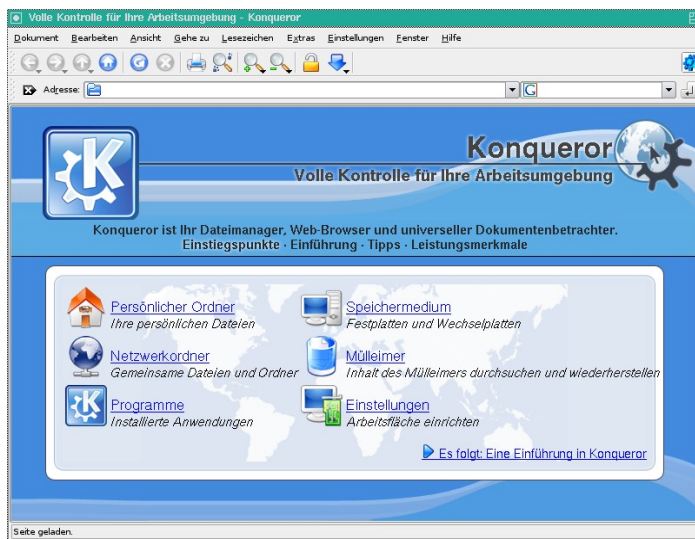 Volle Kontrolle für Ihre Arbeitsumgebung - Konqueror
Dokument Bearbeiten Ansicht Gehe zu Lesezeichen Extras Einstellungen Fenster Hilfe
Adresse:
Konqueror
Volle Kontrolle für Ihre Arbeitsumgebung
Konqueror ist Ihr Dateimanager, Web-Browser und universeller Dokumentenbetrachter.
Einstiegspunkte · Einführung · Tipps · Leistungsmerkmale
Persönlicher Ordner
Ihre persönlichen Dateien
Speichermedium
Festplatten und Wechselplatten
Netzwerkordner
Gemeinsame Dateien und Ordner
Mülleimer
Inhalt des Mülleimers durchsuchen und wiederherstellen
Programme
Installierte Anwendungen
Einstellungen
Arbeitsfläche einrichten
Es folgt: Eine Einführung in Konqueror
Seite geladen.